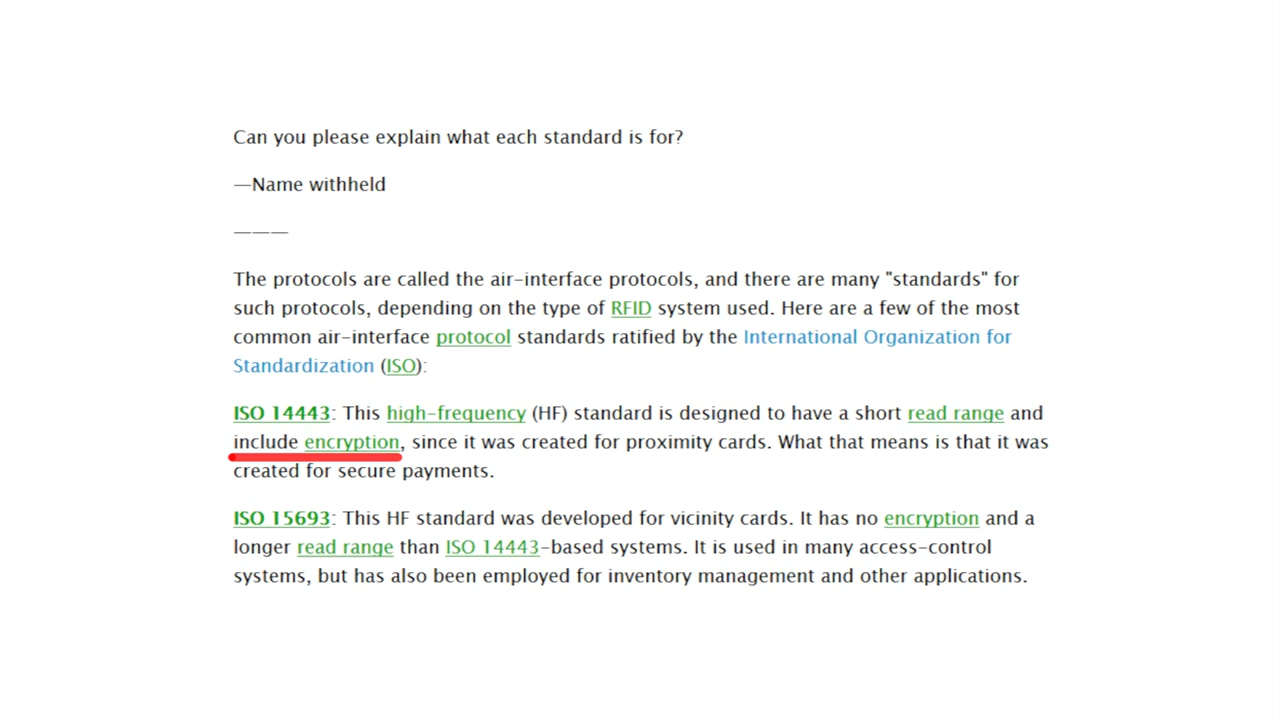 Can you please explain what each standard is for?
—Name withheld
———
The protocols are called the air-interface protocols, and there are many "standards" for
such protocols, depending on the type of RFID system used. Here are a few of the most
common air-interface protocol standards ratified by the International Organization for
Standardization (ISO):
ISO 14443: This high-frequency (HF) standard is designed to have a short read range and
include encryption, since it was created for proximity cards. What that means is that it was
created for secure payments.
ISO 15693: This HF standard was developed for vicinity cards. It has no encryption and a
longer read range than ISO 14443-based systems. It is used in many access-control
systems, but has also been employed for inventory management and other applications.